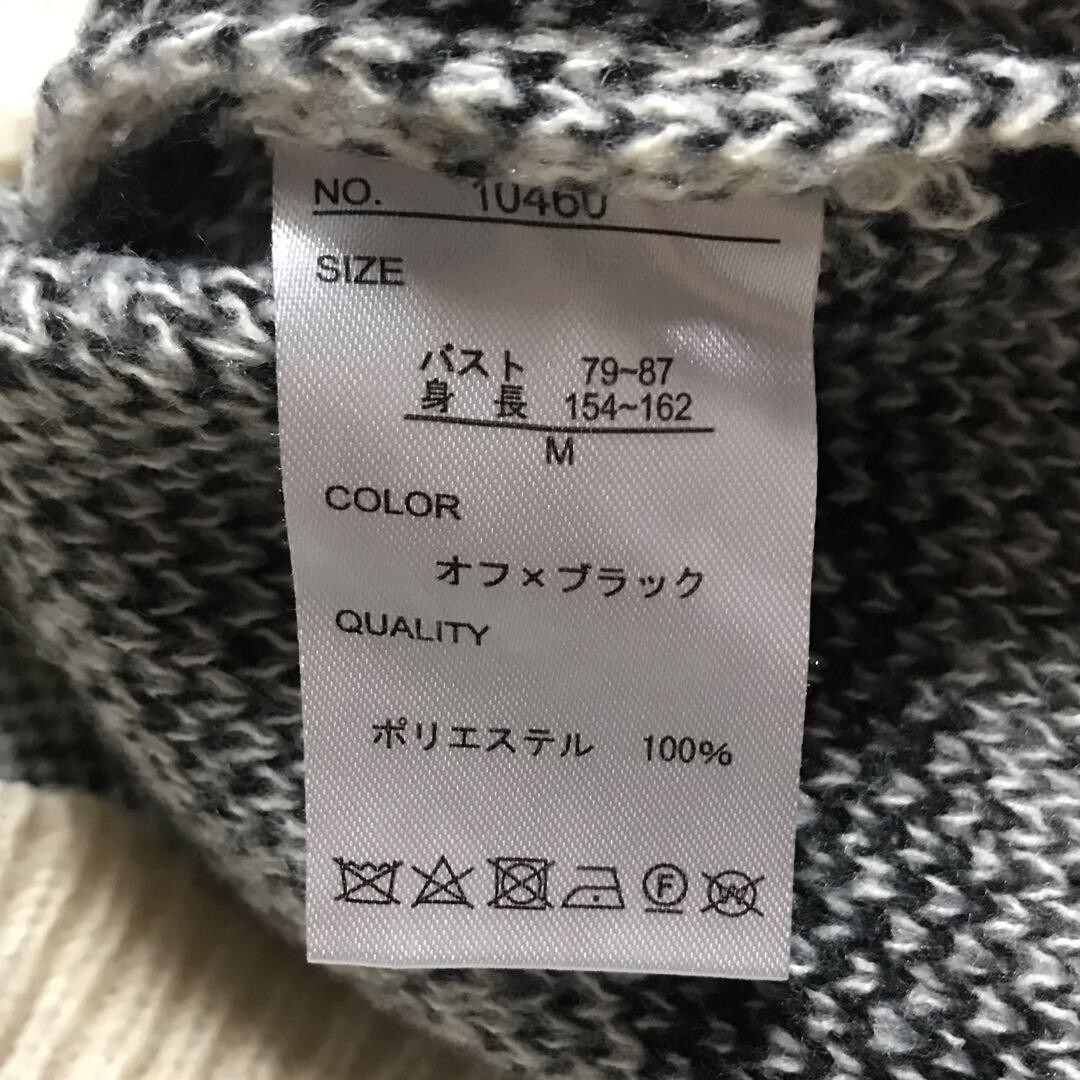 NO. 10460
SIZE
バスト 79~87
身 長 154~162
M
COLOR
オフ×ブラック
QUALITY
ポリエステル 100%
F W